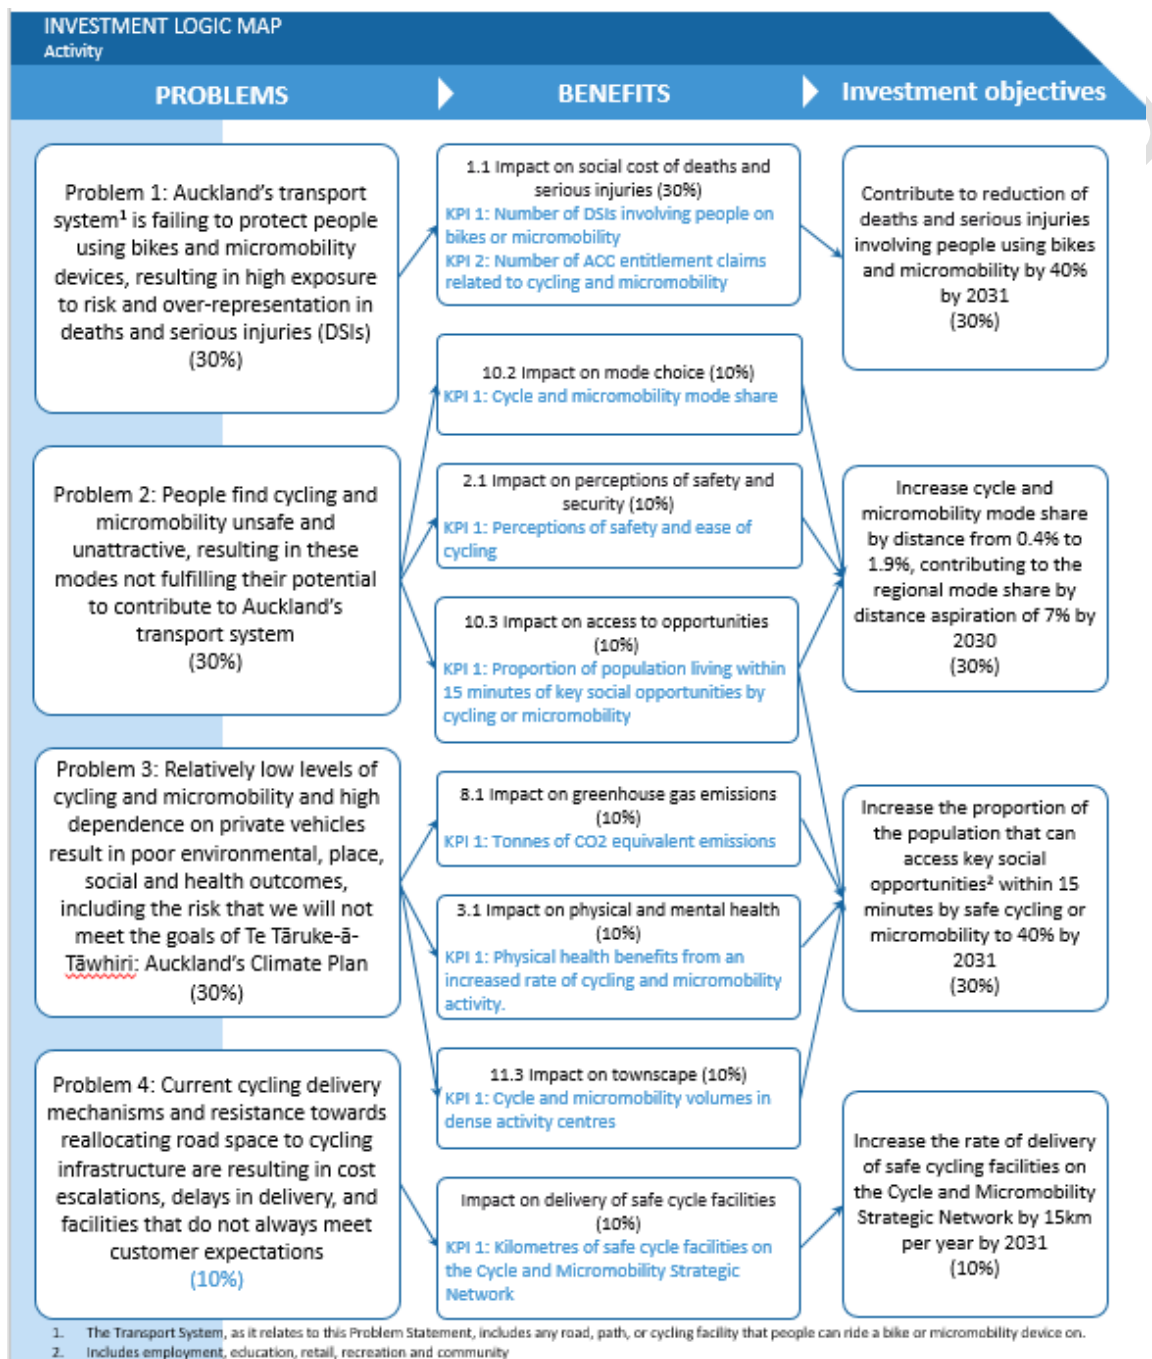 INVESTMENT LOGIC MAP
Activity
PROBLEMS
BENEFITS
Investment objectives
Problem 1: Auckland's transport
system¹ is failing to protect people
using bikes and micromobility
devices, resulting in high exposure
to risk and over-representation in
deaths and serious injuries (DSIs)
(30%)
Problem 2: People find cycling and
micromobility unsafe and
unattractive, resulting in these
modes not fulfilling their potential
to contribute to Auckland's
transport system
(30%)
Problem 3: Relatively low levels of
cycling and micromobility and high
dependence on private vehicles
result in poor environmental, place,
social and health outcomes,
including the risk that we will not
meet the goals of Te Tāruke-ā-
Tāwhiri: Auckland's Climate Plan
(30%)
Problem 4: Current cycling delivery
mechanisms and resistance towards
reallocating road space to cycling
infrastructure are resulting in cost
escalations, delays in delivery, and
facilities that do not always meet
customer expectations
(10%)
1.1 Impact on social cost of deaths and
serious injuries (30%)
KPI 1: Number of DSIs involving people on
bikes or micromobility
KPI 2: Number of ACC entitlement claims
related to cycling and micromobility
10.2 Impact on mode choice (10%)
KPI 1: Cycle and micromobility mode share
2.1 Impact on perceptions of safety and
security (10%)
KPI 1: Perceptions of safety and ease of
cycling
10.3 Impact on access to opportunities
(10%)
KPI 1: Proportion of population living within
15 minutes of key social opportunities by
cycling or micromobility
8.1 Impact on greenhouse gas emissions
(10%)
KPI 1: Tonnes of CO2 equivalent emissions
3.1 Impact on physical and mental health
(10%)
KPI 1: Physical health benefits from an
increased rate of cycling and micromobility
activity.
11.3 Impact on townscape (10%)
KPI 1: Cycle and micromobility volumes in
dense activity centres
Impact on delivery of safe cycle facilities
(10%)
KPI 1: Kilometres of safe cycle facilities on
the Cycle and Micromobility Strategic
Network
Contribute to reduction of
deaths and serious injuries
involving people using bikes
and micromobility by 40%
by 2031
(30%)
Increase cycle and
micromobility mode share
by distance from 0.4% to
1.9%, contributing to the
regional mode share by
distance aspiration of 7% by
2030
(30%)
Increase the proportion of
the population that can
access key social
opportunities² within 15
minutes by safe cycling or
micromobility to 40% by
2031
(30%)
Increase the rate of delivery
of safe cycling facilities on
the Cycle and Micromobility
Strategic Network by 15km
per year by 2031
(10%)
1. The Transport System, as it relates to this Problem Statement, includes any road, path, or cycling facility that people can ride a bike or micromobility device on.
2. Includes employment, education, retail, recreation and community